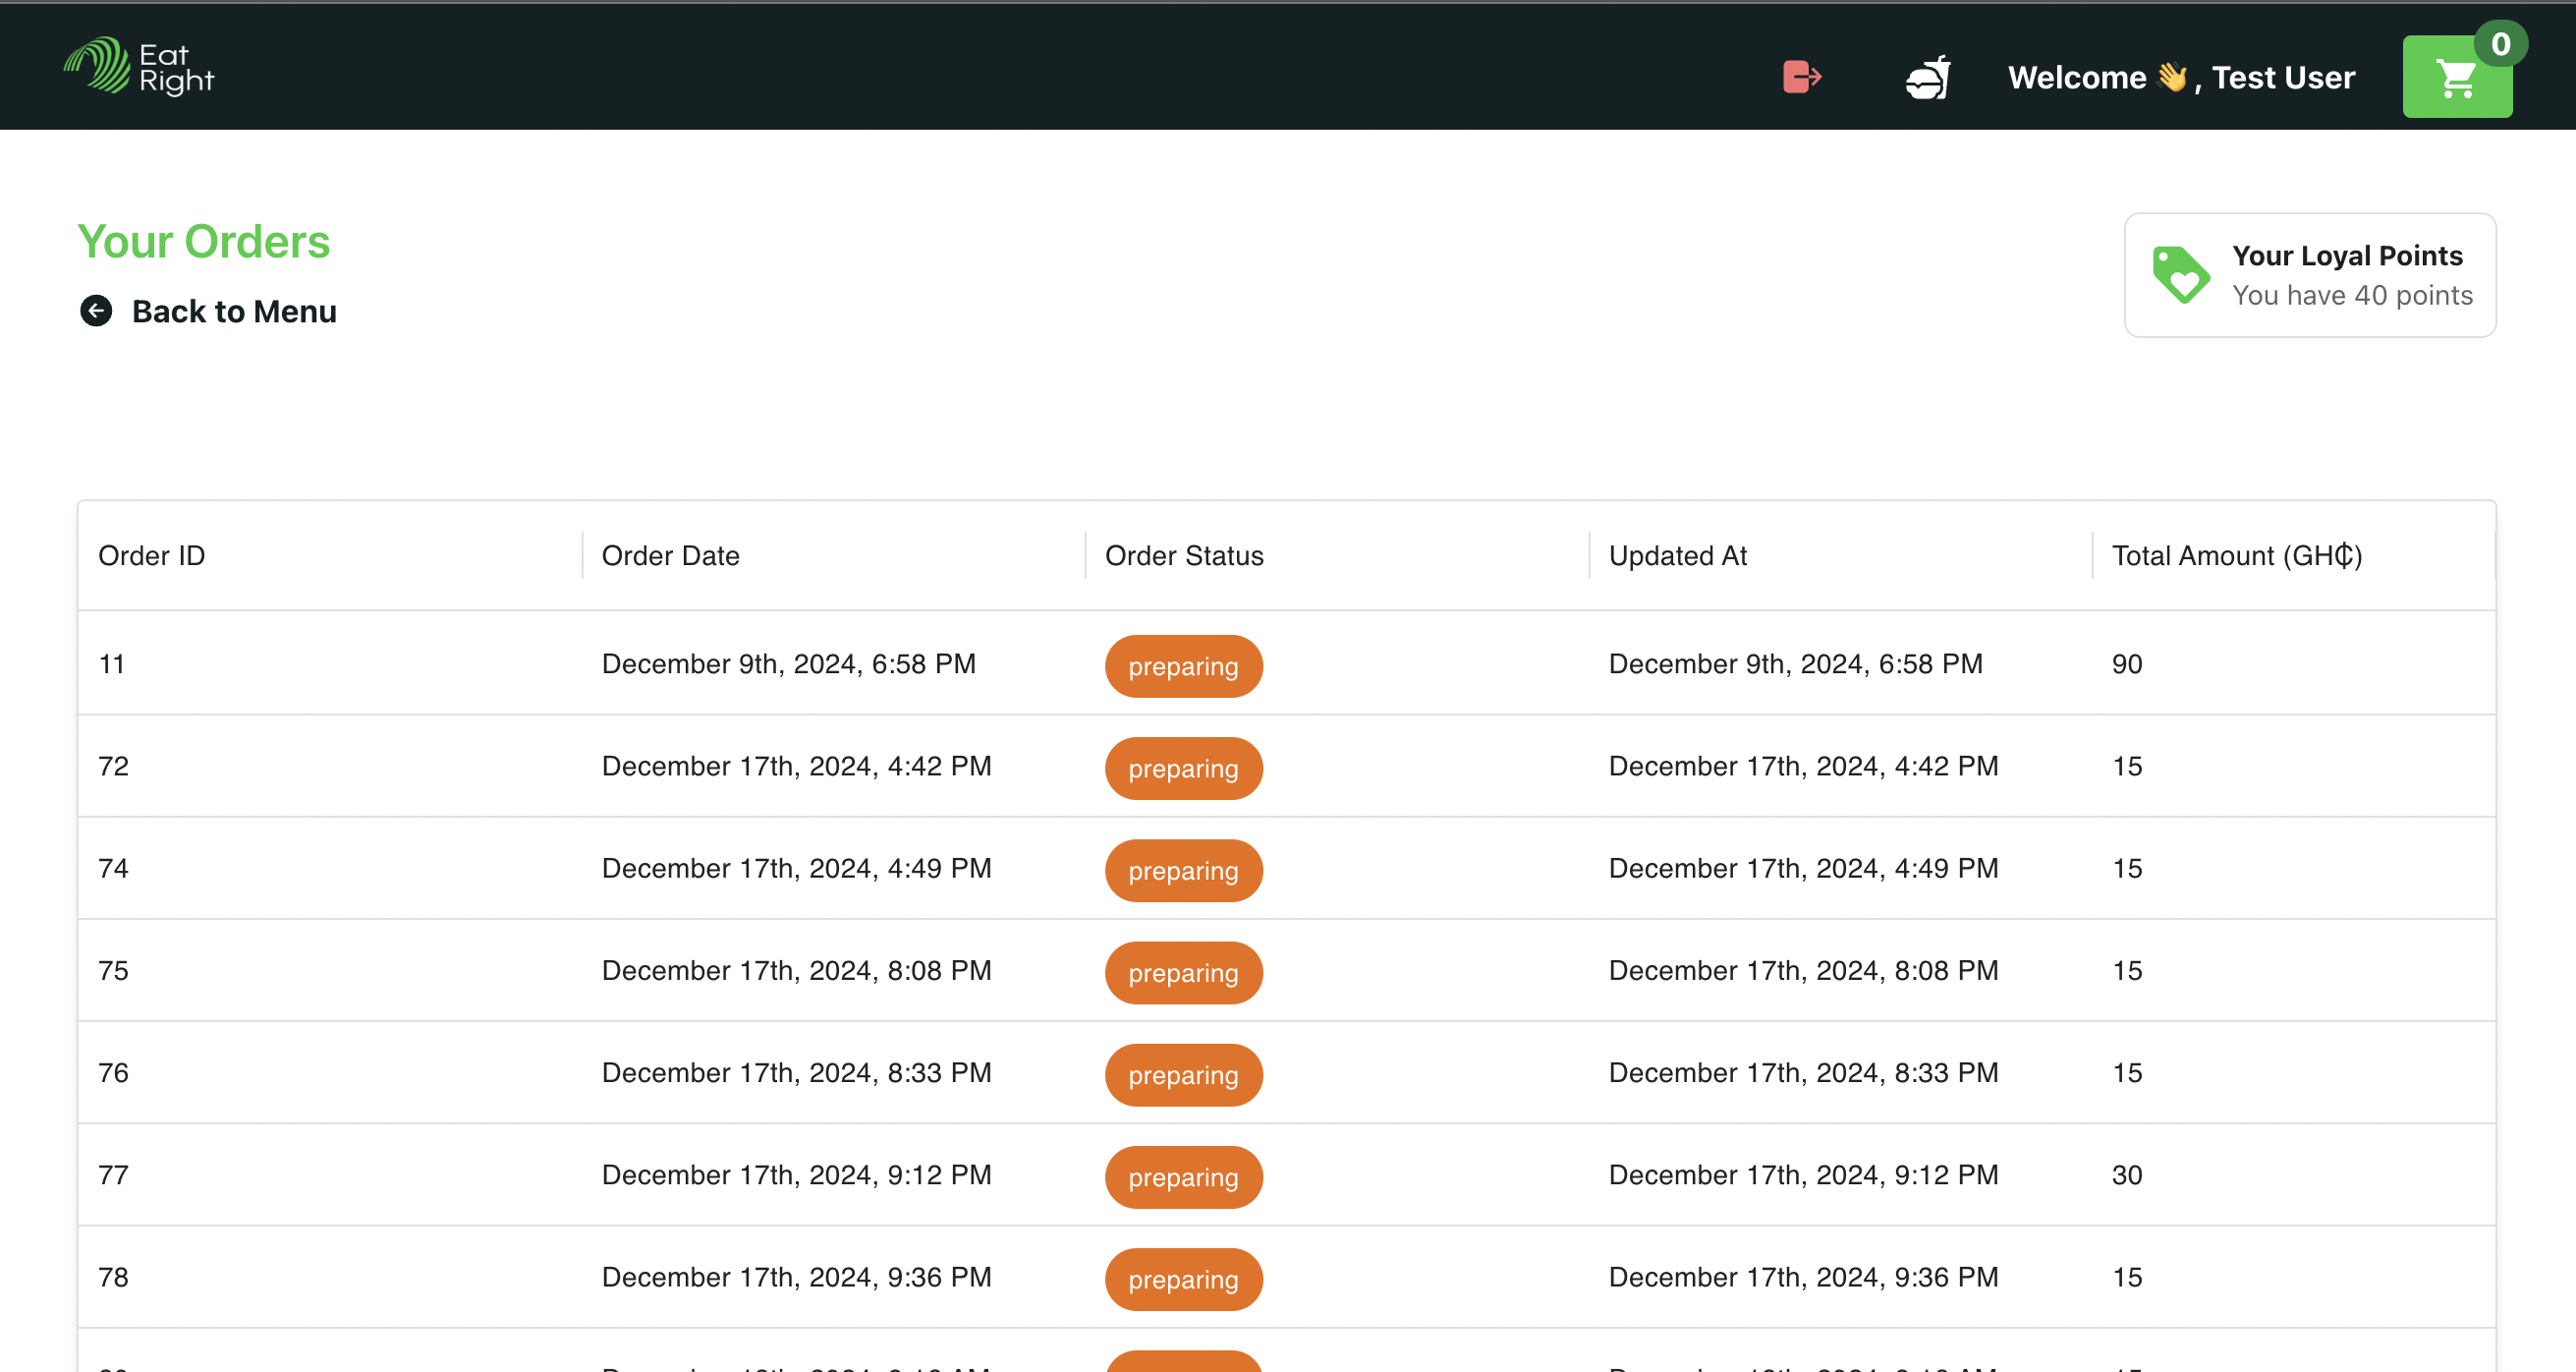 Eat
Right
Welcome 👋, Test User
0
Your Orders
Back to Menu
Your Loyal Points
You have 40 points
Order ID Order Date Order Status Updated At Total Amount (GH₵)
11 December 9th, 2024, 6:58 PM preparing December 9th, 2024, 6:58 PM 90
72 December 17th, 2024, 4:42 PM preparing December 17th, 2024, 4:42 PM 15
74 December 17th, 2024, 4:49 PM preparing December 17th, 2024, 4:49 PM 15
75 December 17th, 2024, 8:08 PM preparing December 17th, 2024, 8:08 PM 15
76 December 17th, 2024, 8:33 PM preparing December 17th, 2024, 8:33 PM 15
77 December 17th, 2024, 9:12 PM preparing December 17th, 2024, 9:12 PM 30
78 December 17th, 2024, 9:36 PM preparing December 17th, 2024, 9:36 PM 15